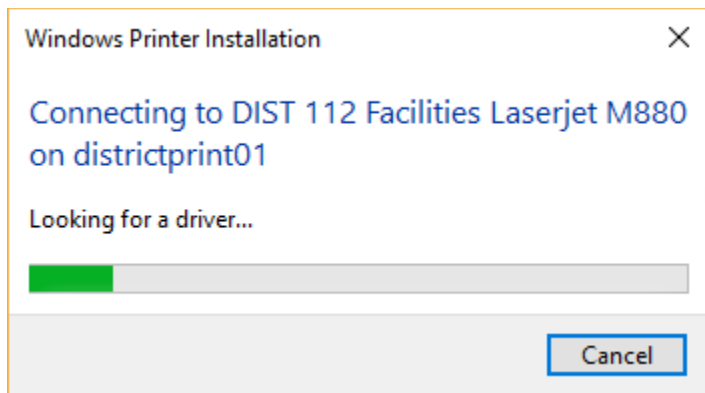 Windows Printer Installation
Connecting to DIST 112 Facilities Laserjet M880
on districtprint01
Looking for a driver...
Cancel